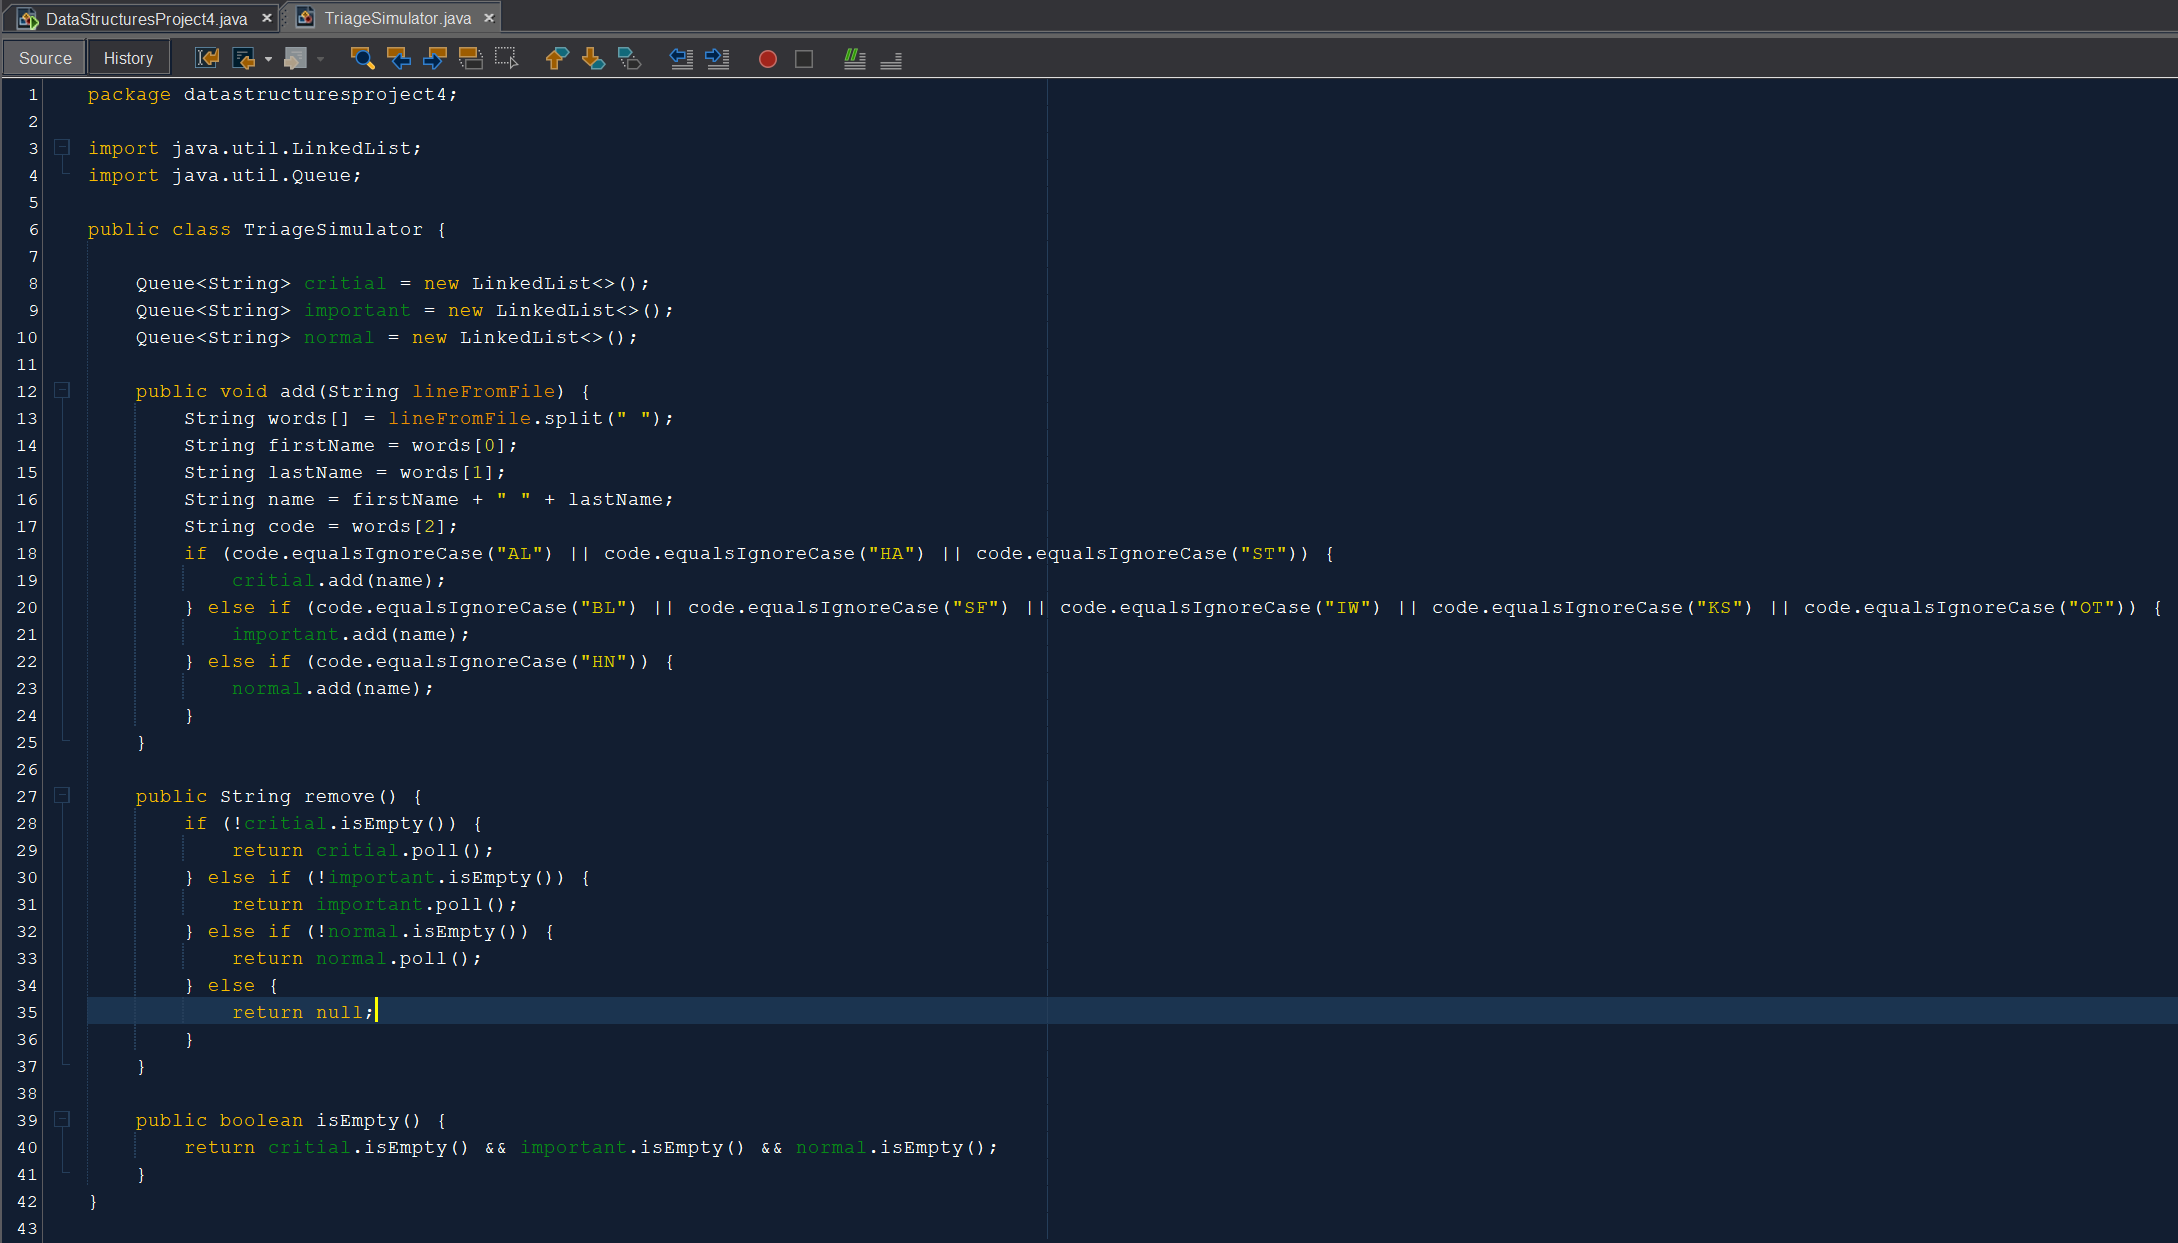 DataStructuresProject4.java × TriageSimulator.java ×
Source History
1 package datastructuresproject4;
2
3 import java.util.LinkedList;
4 import java.util.Queue;
5
6 public class TriageSimulator {
7
8     Queue<String> critial = new LinkedList<>();
9     Queue<String> important = new LinkedList<>();
10     Queue<String> normal = new LinkedList<>();
11
12     public void add(String lineFromFile) {
13         String words[] = lineFromFile.split(" ");
14         String firstName = words[0];
15         String lastName = words[1];
16         String name = firstName + " " + lastName;
17         String code = words[2];
18         if (code.equalsIgnoreCase("AL") || code.equalsIgnoreCase("HA") || code.equalsIgnoreCase("ST")) {
19             critial.add(name);
20         } else if (code.equalsIgnoreCase("BL") || code.equalsIgnoreCase("SF") || code.equalsIgnoreCase("IW") || code.equalsIgnoreCase("KS") || code.equalsIgnoreCase("OT")) {
21             important.add(name);
22         } else if (code.equalsIgnoreCase("HN")) {
23             normal.add(name);
24         }
25     }
26
27     public String remove() {
28         if (!critial.isEmpty()) {
29             return critial.poll();
30         } else if (!important.isEmpty()) {
31             return important.poll();
32         } else if (!normal.isEmpty()) {
33             return normal.poll();
34         } else {
35             return null;
36         }
37     }
38
39     public boolean isEmpty() {
40         return critial.isEmpty() && important.isEmpty() && normal.isEmpty();
41     }
42 }
43